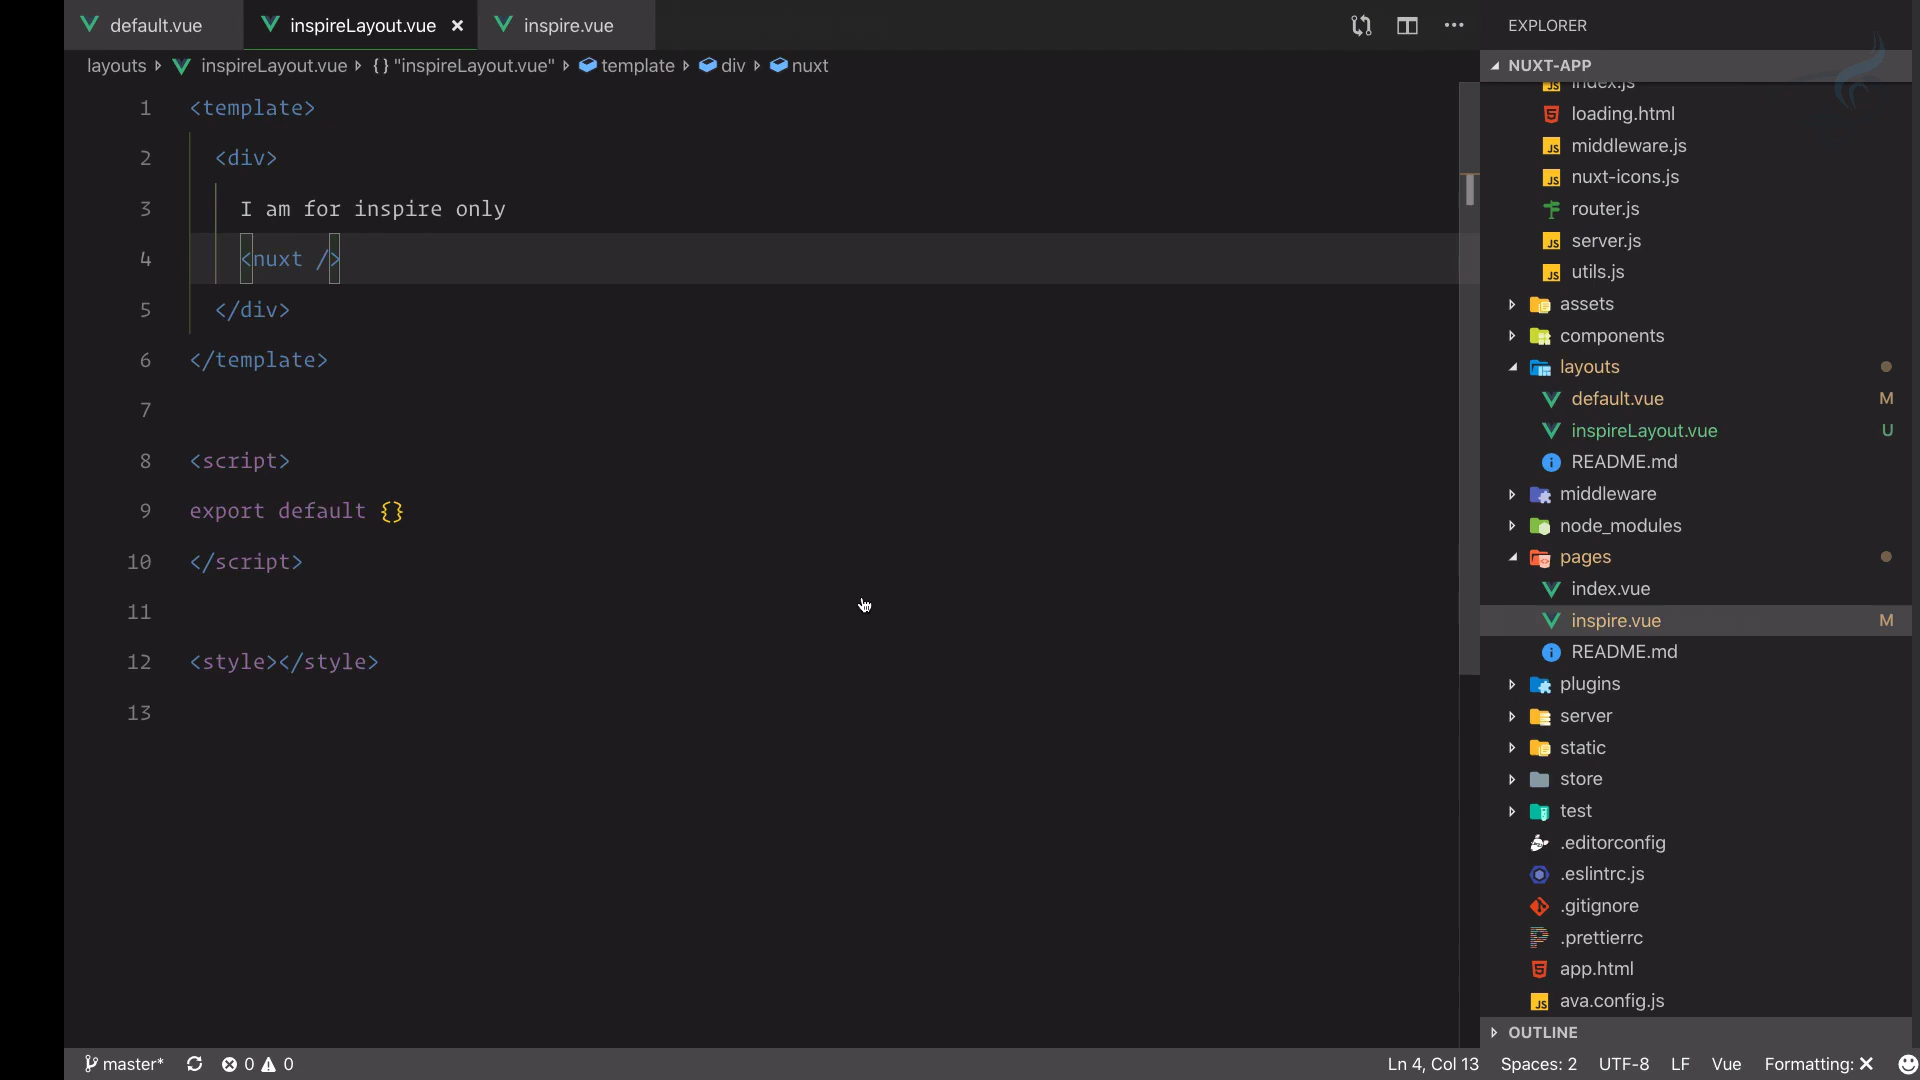 default.vue
inspireLayout.vue
inspire.vue
layouts inspireLayout.vue {} "inspireLayout.vue" template div nuxt
1 <template>
2 <div>
3 I am for inspire only
4 <nuxt />
5 </div>
6 </template>
7
8 <script>
9 export default {}
10 </script>
11
12 <style></style>
13
EXPLORER
NUXT-APP
index.js
loading.html
middleware.js
nuxt-icons.js
router.js
server.js
utils.js
assets
components
layouts
default.vue M
inspireLayout.vue U
README.md
middleware
node_modules
pages
index.vue
inspire.vue M
README.md
plugins
server
static
store
test
.editorconfig
.eslintrc.js
.gitignore
.prettierrc
app.html
ava.config.js
OUTLINE
master* 0 0 Ln 4, Col 13 Spaces: 2 UTF-8 LF Vue Formatting: ✕